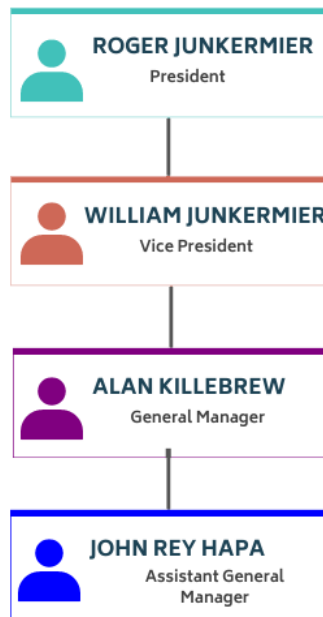 ROGER JUNKERMIER
President
WILLIAM JUNKERMIER
Vice President
ALAN KILLEBREW
General Manager
JOHN REY HAPA
Assistant General
Manager